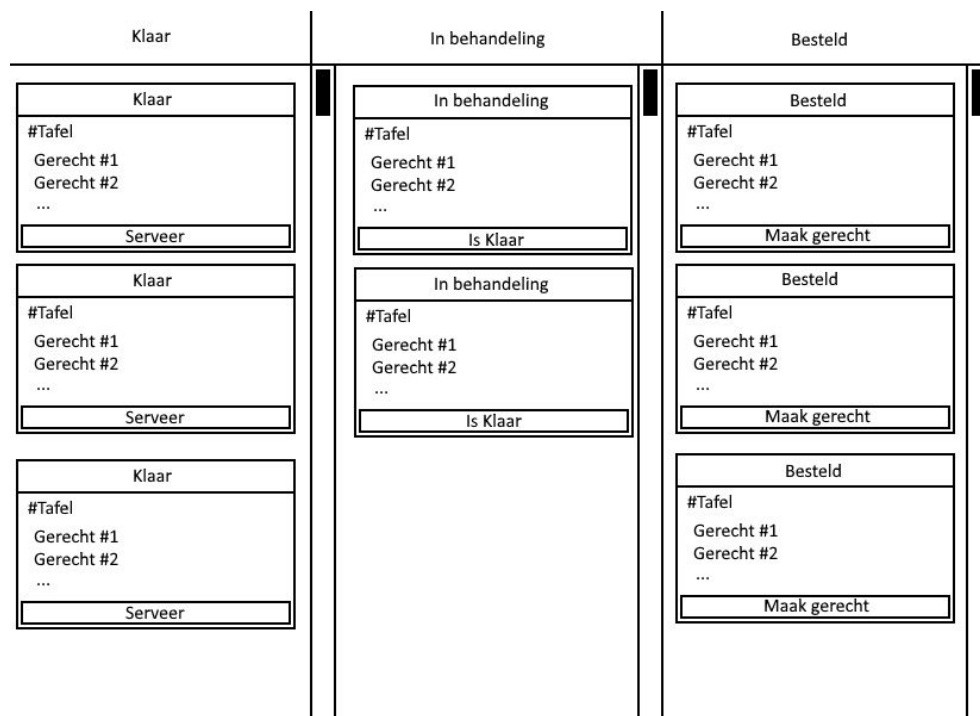 Klaar
In behandeling
Besteld
Klaar
#Tafel
Gerecht #1
Gerecht #2
...
Serveer
Klaar
#Tafel
Gerecht #1
Gerecht #2
...
Serveer
Klaar
#Tafel
Gerecht #1
Gerecht #2
...
Serveer
In behandeling
#Tafel
Gerecht #1
Gerecht #2
...
Is Klaar
In behandeling
#Tafel
Gerecht #1
Gerecht #2
...
Is Klaar
Besteld
#Tafel
Gerecht #1
Gerecht #2
...
Maak gerecht
Besteld
#Tafel
Gerecht #1
Gerecht #2
...
Maak gerecht
Besteld
#Tafel
Gerecht #1
Gerecht #2
...
Maak gerecht